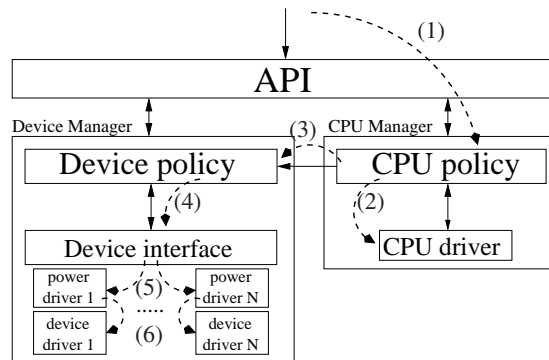 (1)
API
Device Manager
CPU Manager
(3)
Device policy
CPU policy
(4)
(2)
Device interface
CPU driver
power
driver 1
(5)
power
driver N
.....
device
driver 1
(6)
device
driver N